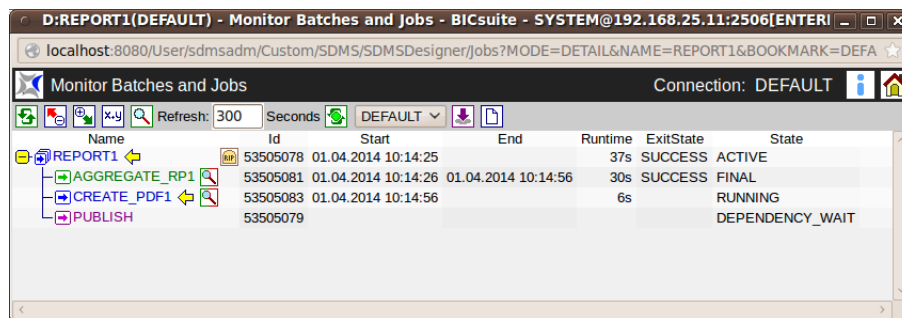 D:REPORT1(DEFAULT) - Monitor Batches and Jobs - BICsuite - SYSTEM@192.168.25.11:2506[ENTERI
localhost:8080/User/sdmsadm/Custom/SDMS/SDMSDesigner/Jobs?MODE=DETAIL&NAME=REPORT1&BOOKMARK=DEFA
Monitor Batches and Jobs Connection: DEFAULT
x-y Refresh: 300 Seconds DEFAULT
Name Id Start End Runtime ExitState State
REPORT1 RIP 53505078 01.04.2014 10:14:25 37s SUCCESS ACTIVE
AGGREGATE_RP1 53505081 01.04.2014 10:14:26 01.04.2014 10:14:56 30s SUCCESS FINAL
CREATE_PDF1 53505083 01.04.2014 10:14:56 6s RUNNING
PUBLISH 53505079 DEPENDENCY_WAIT